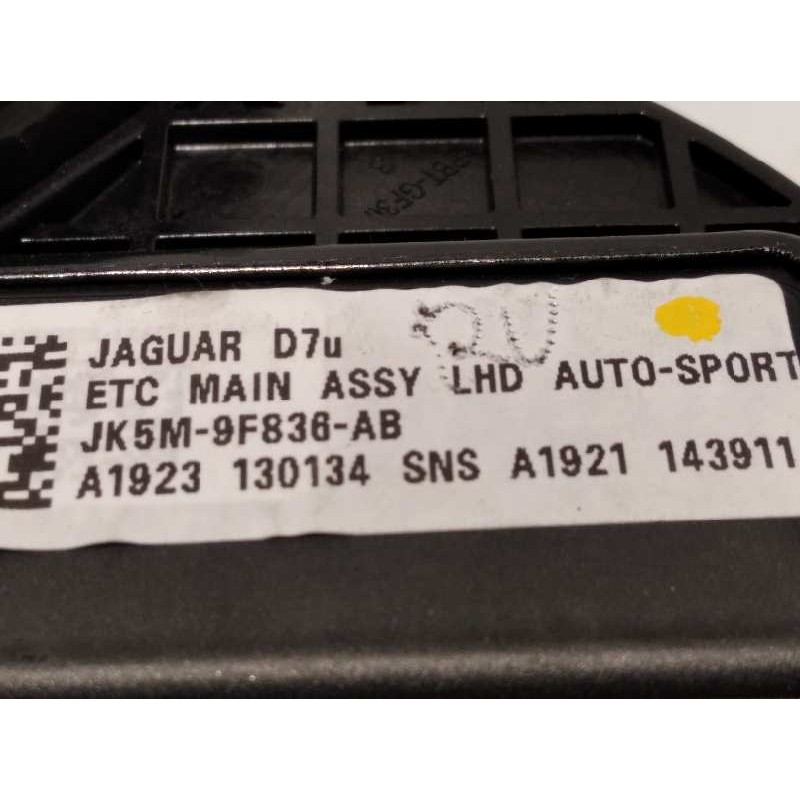 JAGUAR D7u
ETC MAIN ASSY LHD AUTO-SPORT
JK5M-9F836-AB
A1923 130134 SNS A1921 143911